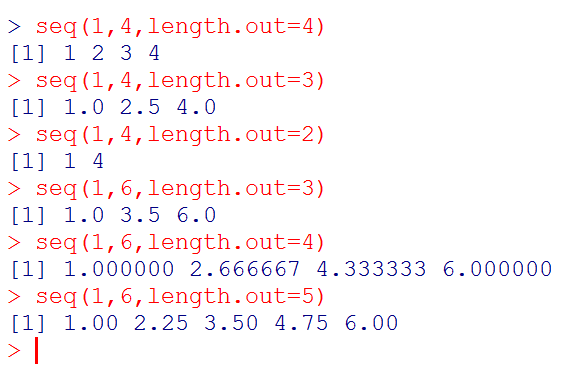 > seq(1,4,length.out=4)
[1] 1 2 3 4
> seq(1,4,length.out=3)
[1] 1.0 2.5 4.0
> seq(1,4,length.out=2)
[1] 1 4
> seq(1,6,length.out=3)
[1] 1.0 3.5 6.0
> seq(1,6,length.out=4)
[1] 1.000000 2.666667 4.333333 6.000000
> seq(1,6,length.out=5)
[1] 1.00 2.25 3.50 4.75 6.00
>